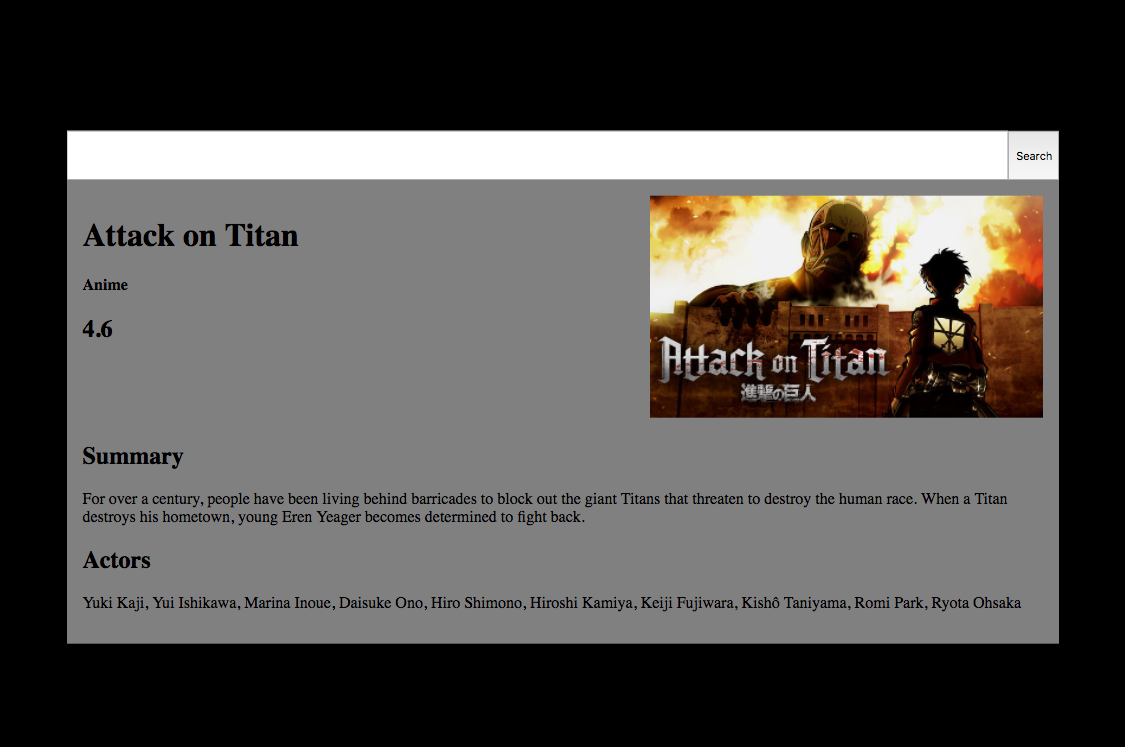 Search
Attack on Titan
Anime
4.6
Attack on Titan
進撃の巨人
Summary
For over a century, people have been living behind barricades to block out the giant Titans that threaten to destroy the human race. When a Titan
destroys his hometown, young Eren Yeager becomes determined to fight back.
Actors
Yuki Kaji, Yui Ishikawa, Marina Inoue, Daisuke Ono, Hiro Shimono, Hiroshi Kamiya, Keiji Fujiwara, Kishô Taniyama, Romi Park, Ryota Ohsaka